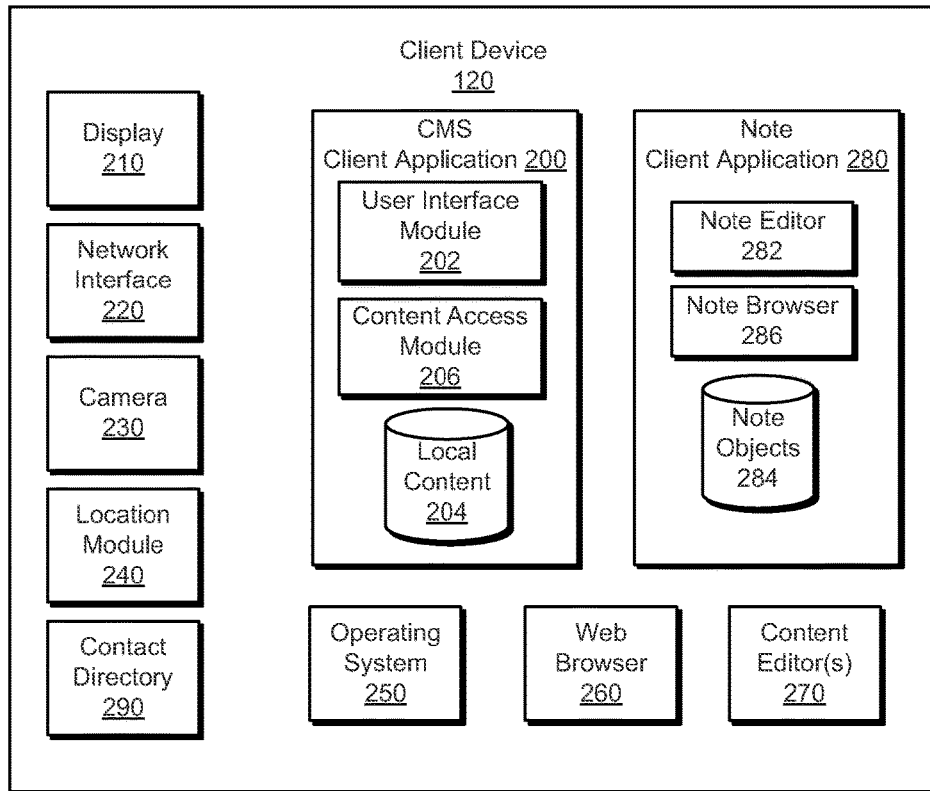 Client Device
120
Display
210
Network
Interface
220
Camera
230
Location
Module
240
Contact
Directory
290
CMS
Client Application 200
User Interface
Module
202
Content Access
Module
206
Local
Content
204
Note
Client Application 280
Note Editor
282
Note Browser
286
Note
Objects
284
Operating
System
250
Web
Browser
260
Content
Editor(s)
270